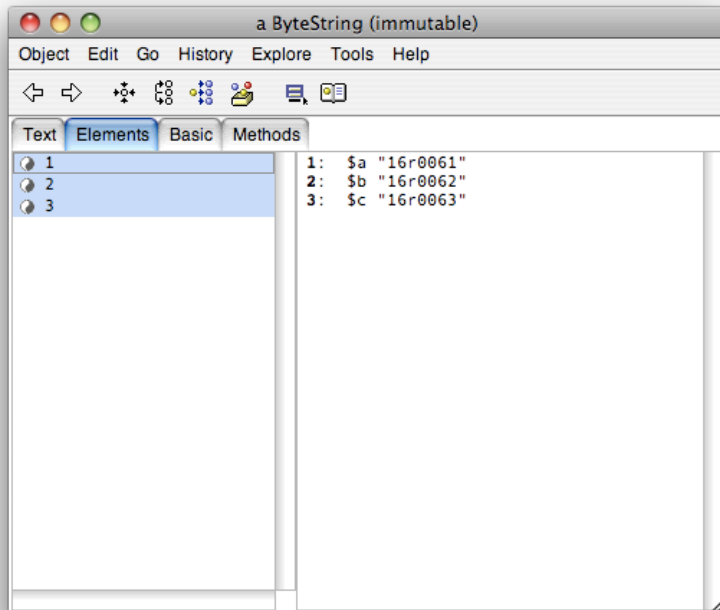 a ByteString (immutable)
Object Edit Go History Explore Tools Help
Text Elements Basic Methods
1
2
3
1: $a "16r0061"
2: $b "16r0062"
3: $c "16r0063"